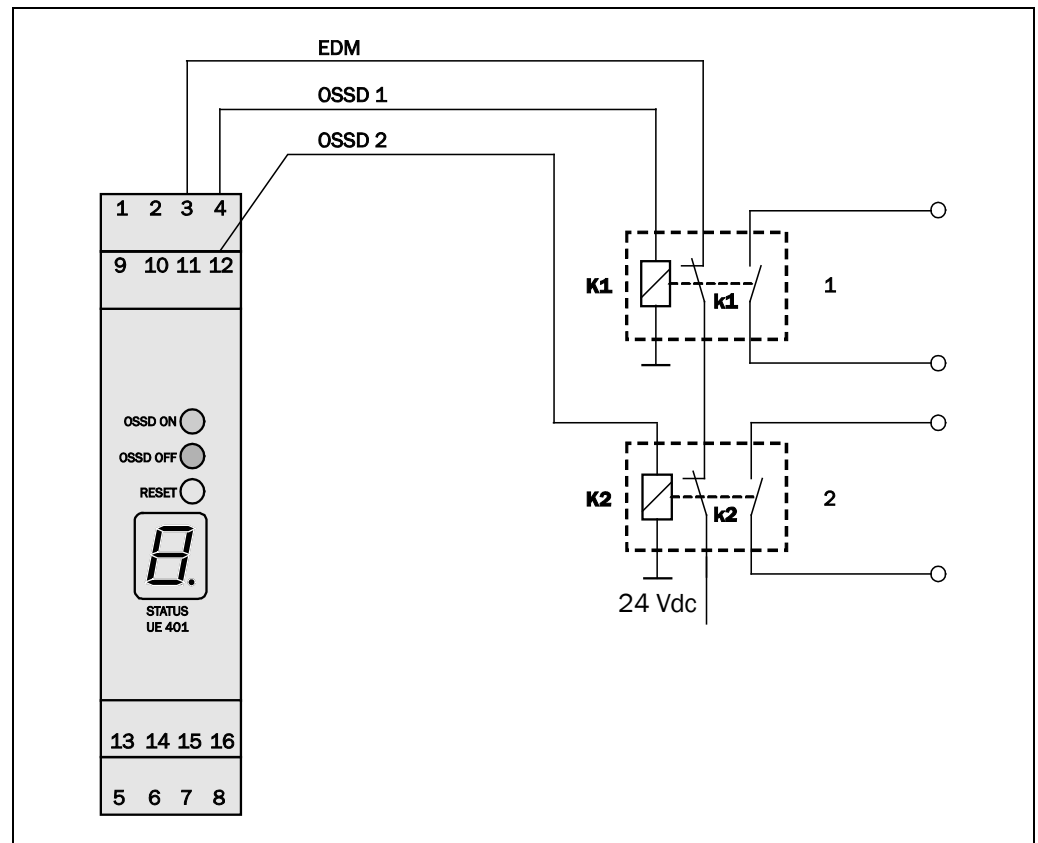 EDM
OSSD 1
OSSD 2
1 2 3 4
9 10 11 12
K1
k1
1
OSSD ON
OSSD OFF
RESET
K2
k2
2
8.
STATUS
UE 401
24 Vdc
13 14 15 16
5 6 7 8